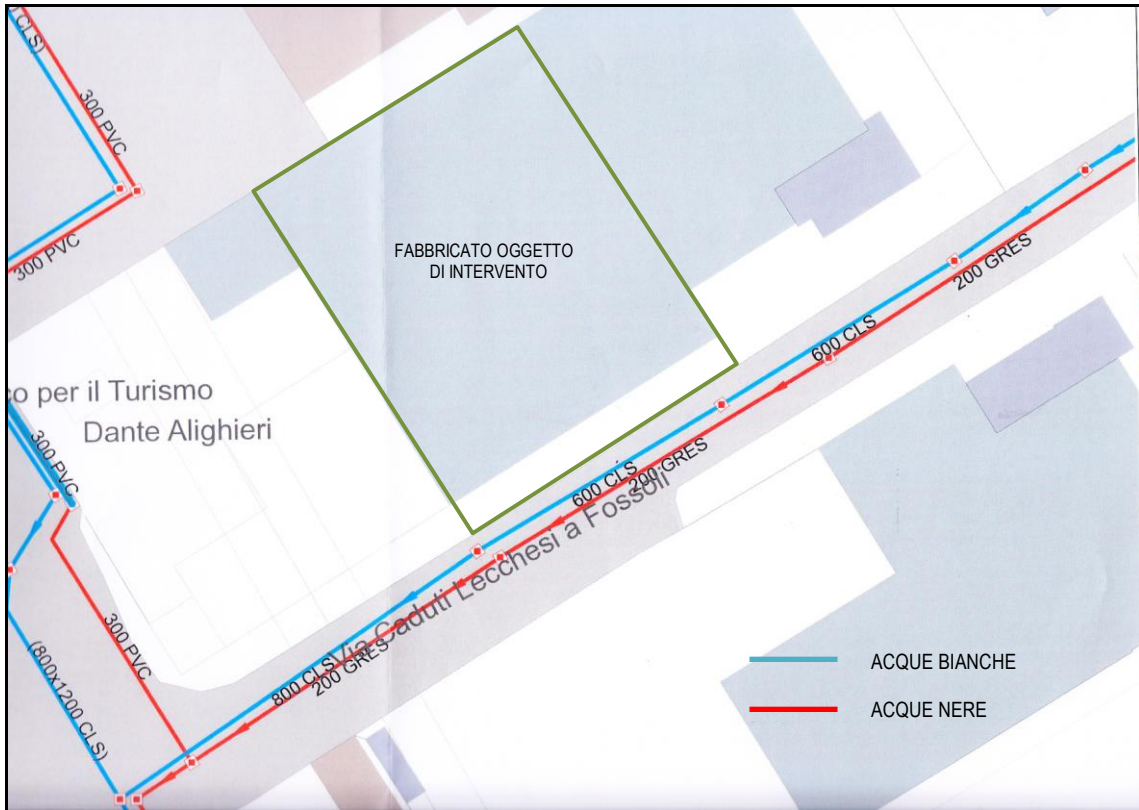 CLS)
300 PVC
300 PVC
FABBRICATO OGGETTO
DI INTERVENTO
200 GRES
600 CLS
co per il Turismo
Dante Alighieri
300 PVC
600 CLS
200 GRES
Via Caduti Lecchesi a Fossoli
300 PVC
800 CLS
200 GRES
(800x1200 CLS)
ACQUE BIANCHE
ACQUE NERE